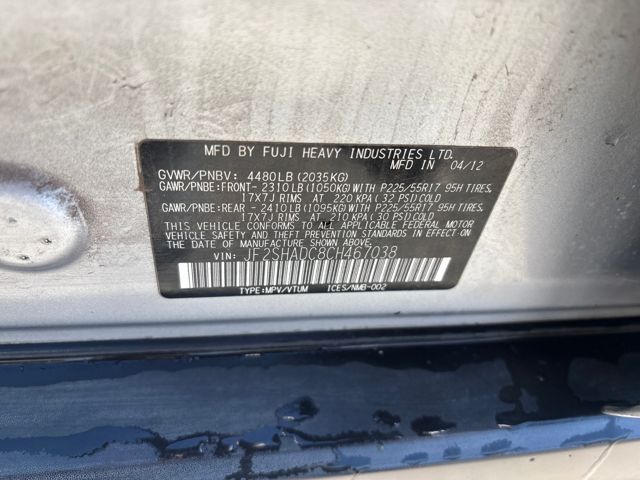 MFD BY FUJI HEAVY INDUSTRIES LTD.
MFD IN 04/12
GVWR/PNBV: 4480LB(2035KG)
GAWR/PNBE:FRONT- 2310LB(1050KG)WITH P225/55R17 95H TIRES,
17X7J RIMS AT 220 KPA(32 PSI)COLD
GAWR/PNBE:REAR - 2410LB(1095KG)WITH P225/55R17 95H TIRES,
17X7J RIMS AT 210 KPA(30 PSI)COLD
THIS VEHICLE CONFORMS TO ALL APPLICABLE FEDERAL MOTOR
VEHICLE SAFETY AND THEFT PREVENTION STANDARDS IN
EFFECT ON THE DATE OF MANUFACTURE SHOWN ABOVE.
VIN: JF2SHADC8CH467038
TYPE:MPV/VTUM ICES/NMB-002